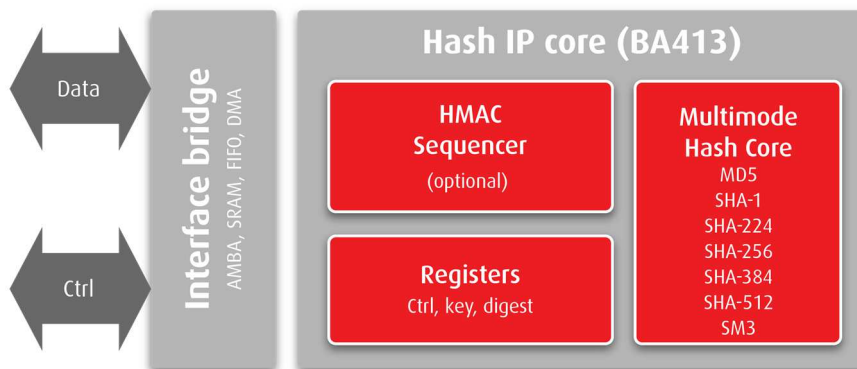 Data
Ctrl
Interface bridge
AMBA, SRAM, FIFO, DMA
Hash IP core (BA413)
HMAC
Sequencer
(optional)
Registers
Ctrl, key, digest
Multimode
Hash Core
MD5
SHA-1
SHA-224
SHA-256
SHA-384
SHA-512
SM3